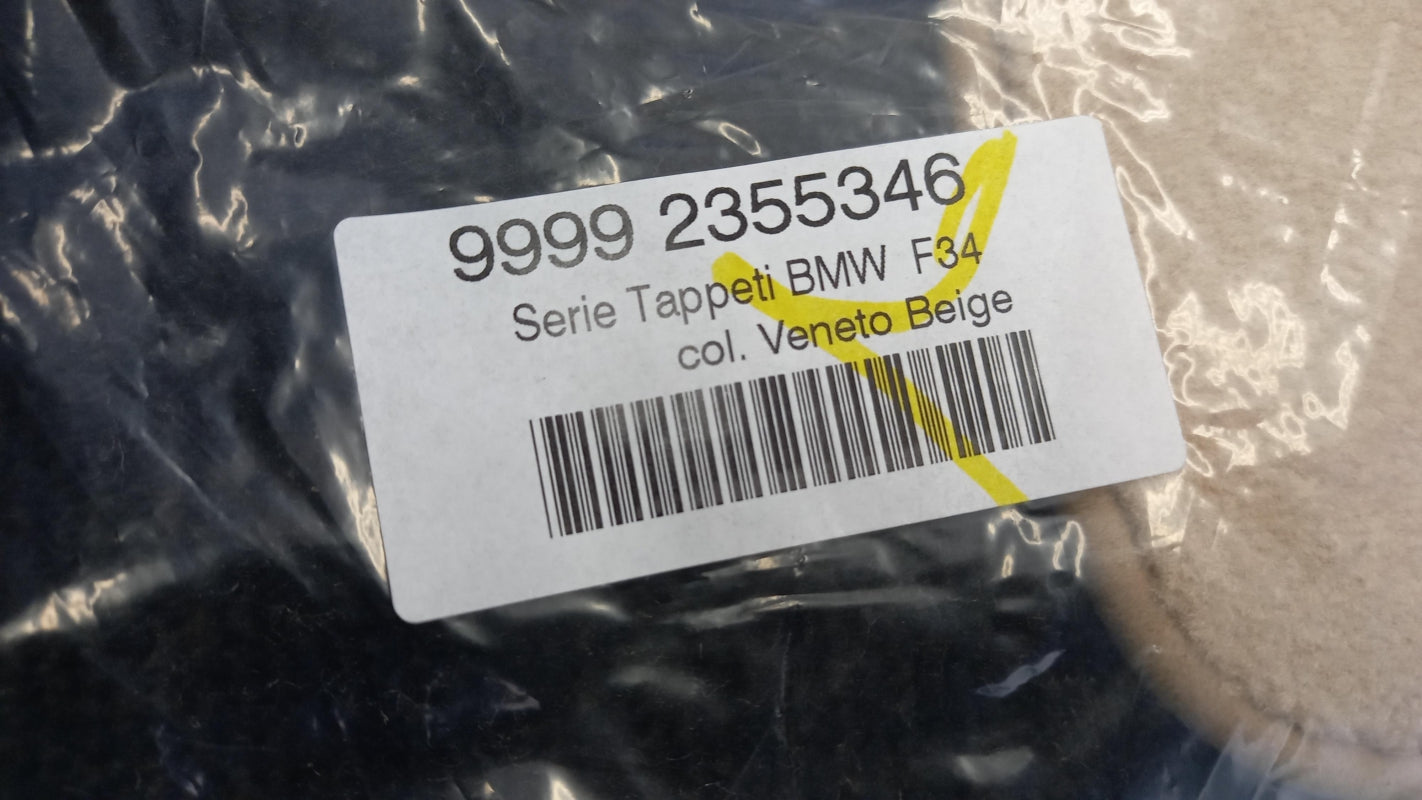 9999 2355346
Serie Tappeti BMW F34
col. Veneto Beige